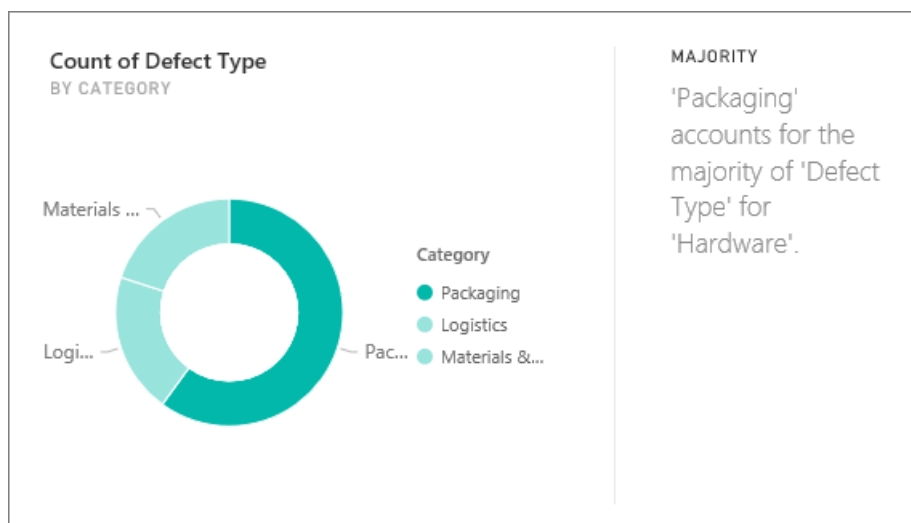 Count of Defect Type
BY CATEGORY
Materials ...
Logi...
Pac...
Category
Packaging
Logistics
Materials &...
MAJORITY
'Packaging'
accounts for the
majority of 'Defect
Type' for
'Hardware'.